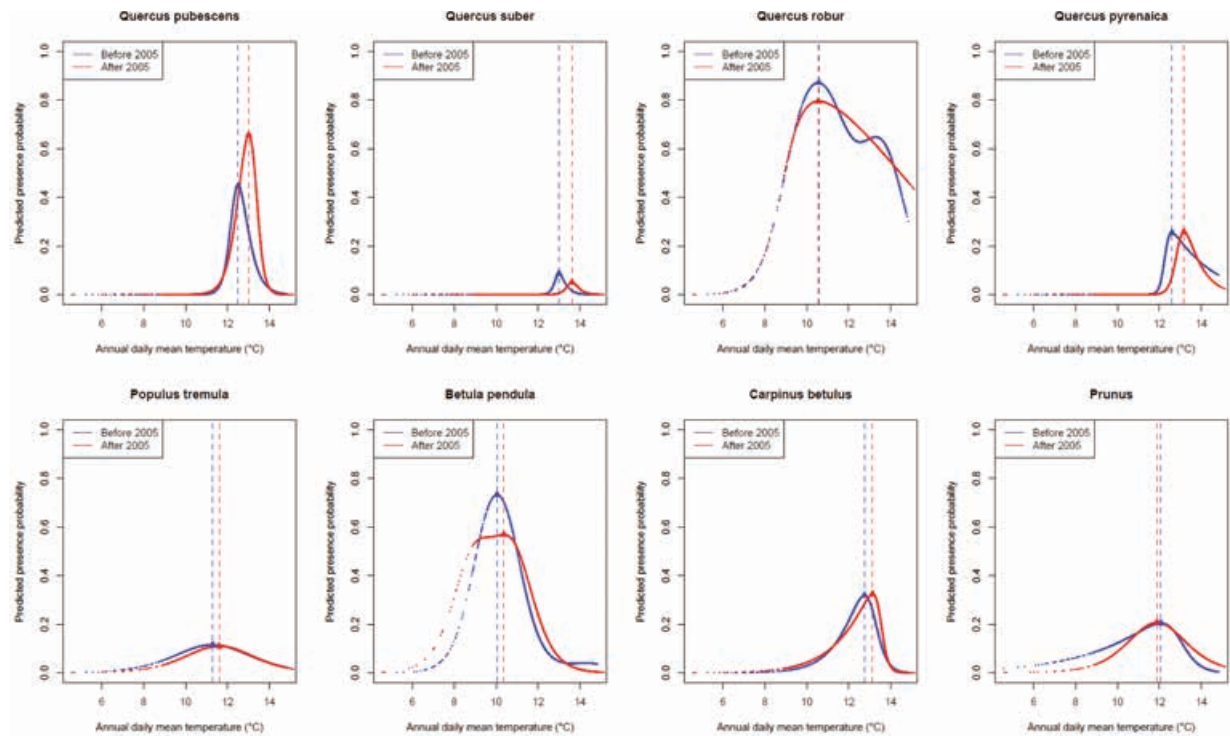 Quercus pubescens
Quercus suber
Quercus robur
Quercus pyrenaica
Before 2005
After 2005
Before 2005
After 2005
Before 2005
After 2005
Before 2005
After 2005
Predicted presence probability
0.0 0.2 0.4 0.6 0.8 1.0
Predicted presence probability
0.0 0.2 0.4 0.6 0.8 1.0
Predicted presence probability
0.0 0.2 0.4 0.6 0.8 1.0
Predicted presence probability
0.0 0.2 0.4 0.6 0.8 1.0
6 8 10 12 14
6 8 10 12 14
6 8 10 12 14
6 8 10 12 14
Annual daily mean temperature (°C)
Annual daily mean temperature (°C)
Annual daily mean temperature (°C)
Annual daily mean temperature (°C)
Populus tremula
Betula pendula
Carpinus betulus
Prunus
Before 2005
After 2005
Before 2005
After 2005
Before 2005
After 2005
Before 2005
After 2005
Predicted presence probability
0.0 0.2 0.4 0.6 0.8 1.0
Predicted presence probability
0.0 0.2 0.4 0.6 0.8 1.0
Predicted presence probability
0.0 0.2 0.4 0.6 0.8 1.0
Predicted presence probability
0.0 0.2 0.4 0.6 0.8 1.0
6 8 10 12 14
6 8 10 12 14
6 8 10 12 14
6 8 10 12 14
Annual daily mean temperature (°C)
Annual daily mean temperature (°C)
Annual daily mean temperature (°C)
Annual daily mean temperature (°C)